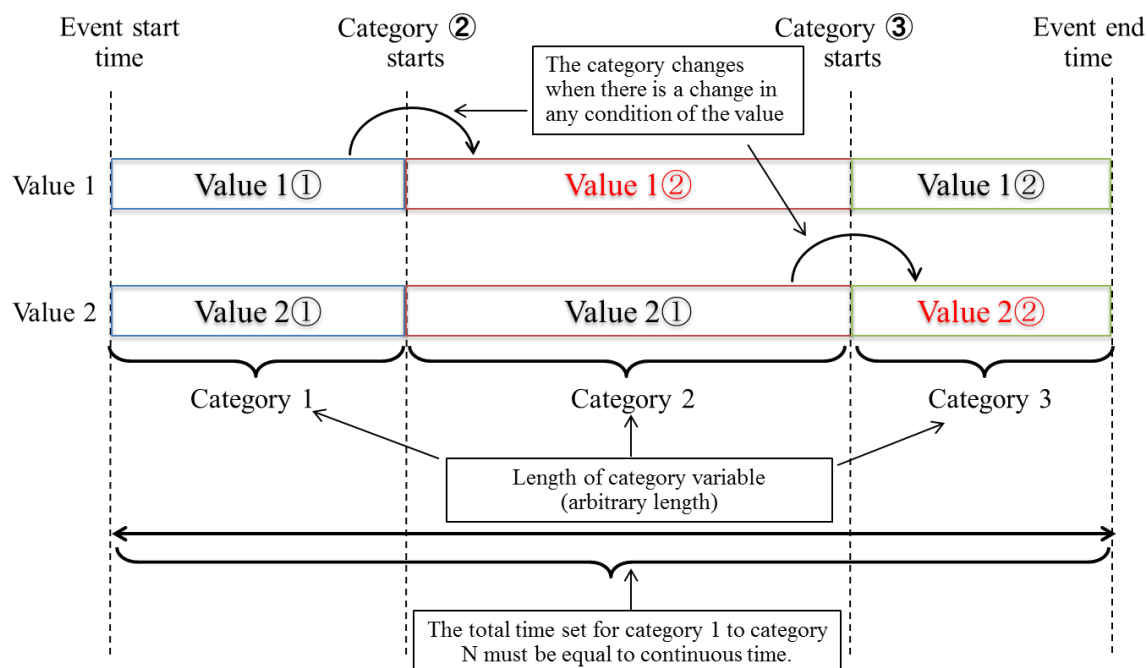 Event start
time
Category ②
starts
Category ③
starts
Event end
time
The category changes
when there is a change in
any condition of the value
Value 1
Value 1①
Value 1②
Value 1②
Value 2
Value 2①
Value 2①
Value 2②
Category 1
Category 2
Category 3
Length of category variable
(arbitrary length)
The total time set for category 1 to category
N must be equal to continuous time.